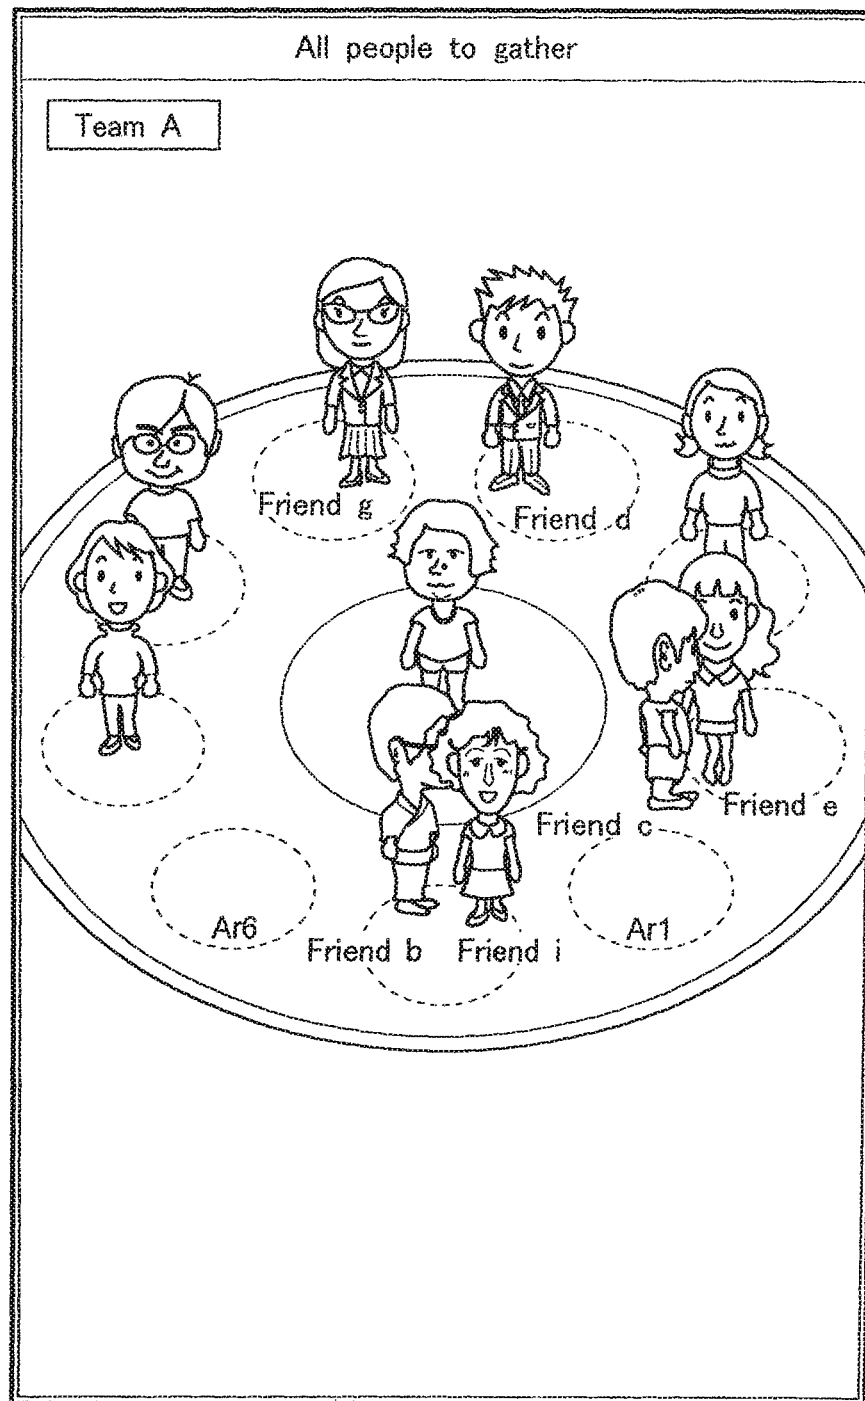 All people to gather
Team A
Friend g
Friend d
Friend e
Friend c
Ar6
Ar1
Friend b
Friend i